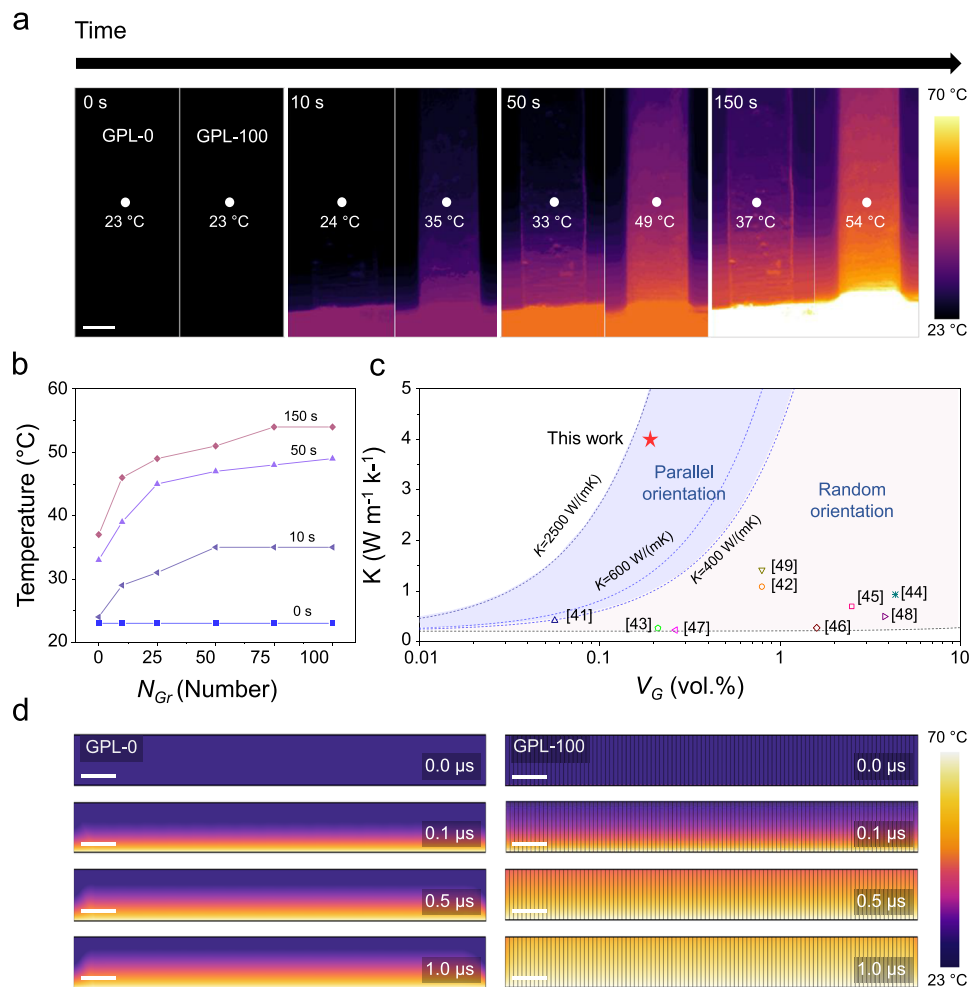 a
Time
0 s
10 s
50 s
150 s
70 °C
GPL-0
GPL-100
23 °C
23 °C
24 °C
35 °C
33 °C
49 °C
37 °C
54 °C
23 °C
b
Temperature (°C)
60
50
40
30
20
150 s
50 s
10 s
0 s
0
25
50
75
100
N_Gr (Number)
c
K (W m⁻¹ k⁻¹)
5
4
3
2
1
0
This work
K=2500 W/(mK)
Parallel
orientation
K=600 W/(mK)
K=400 W/(mK)
Random
orientation
[49]
[42]
[45]
[44]
[41]
[43]
[47]
[46]
[48]
0.01
0.1
1
10
V_G (vol.%)
d
GPL-0
0.0 µs
0.1 µs
0.5 µs
1.0 µs
GPL-100
0.0 µs
0.1 µs
0.5 µs
1.0 µs
70 °C
23 °C